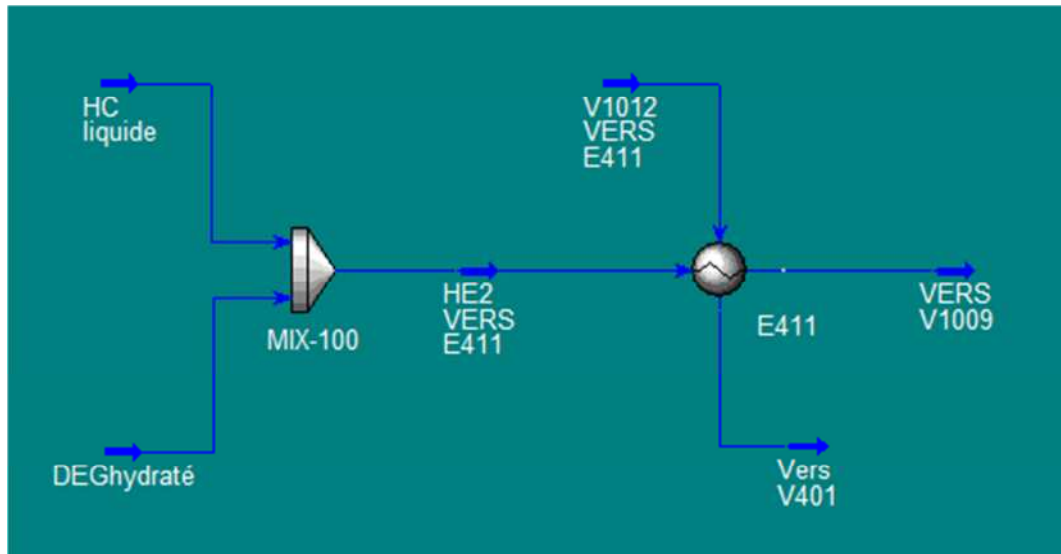 HC
liquide
V1012
VERS
E411
MIX-100
HE2
VERS
E411
E411
VERS
V1009
DEGhydraté
Vers
V401